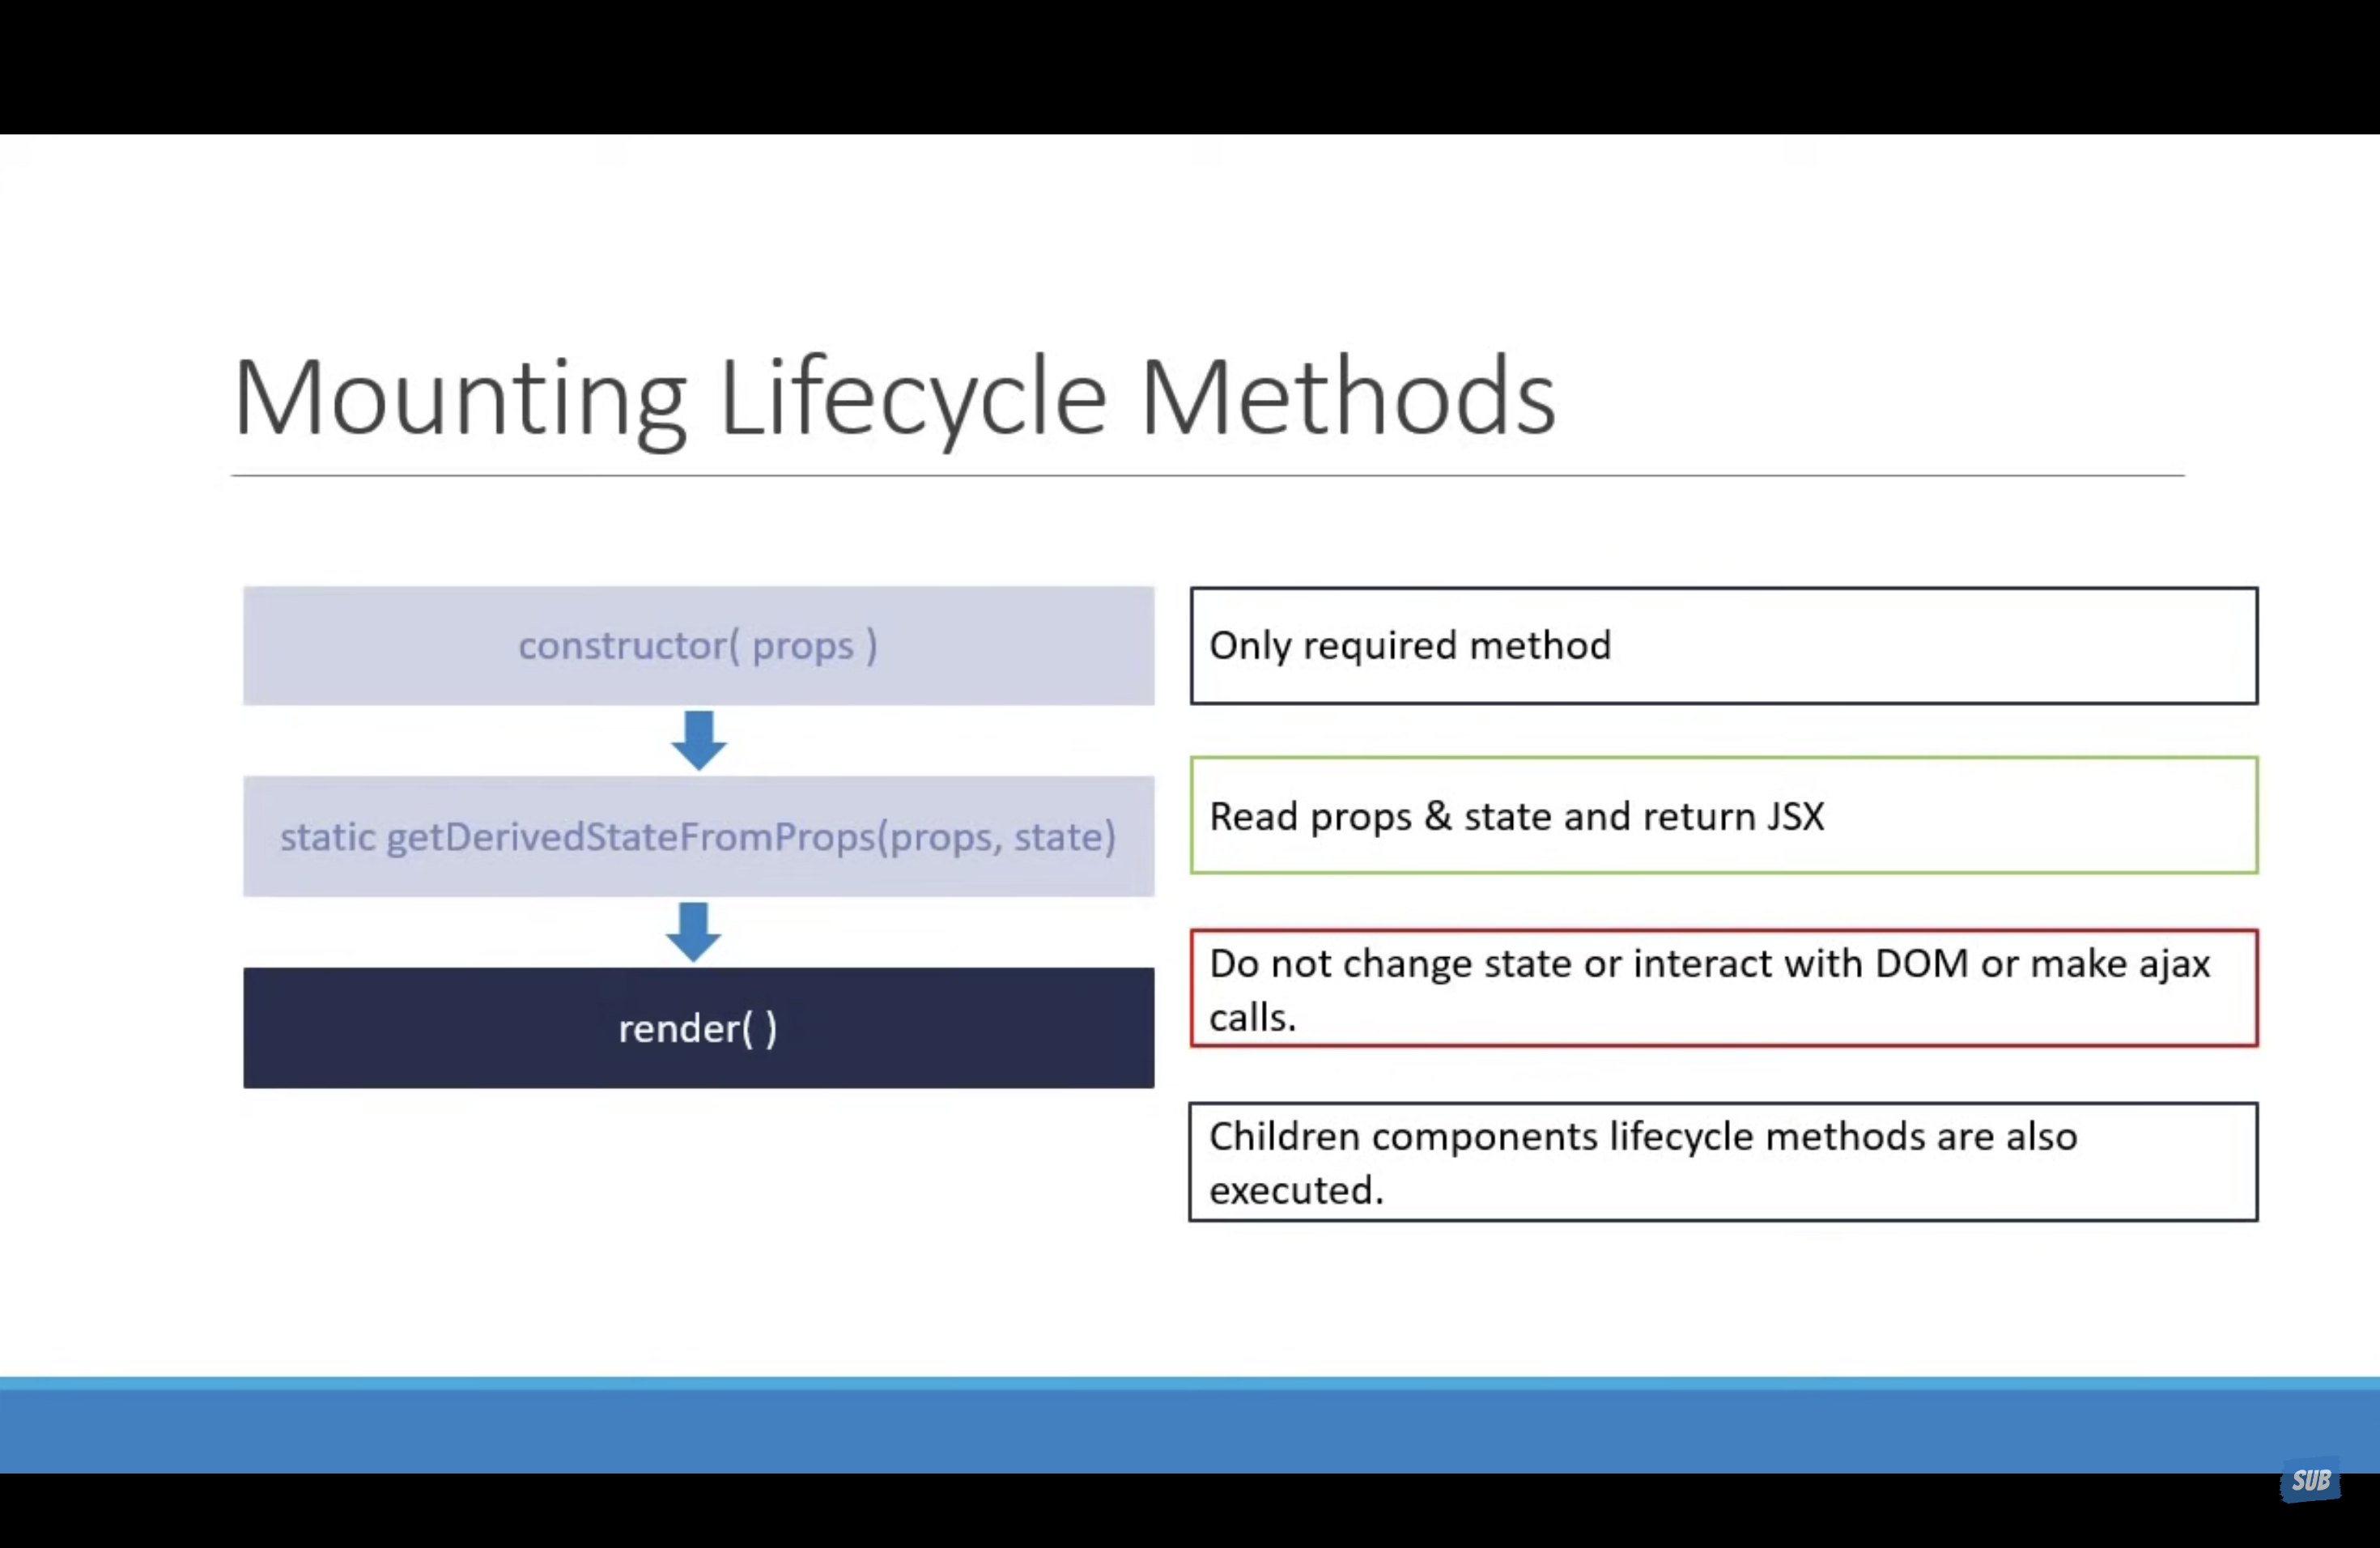 Mounting Lifecycle Methods
constructor( props )
static getDerivedStateFromProps(props, state)
render( )
Only required method
Read props & state and return JSX
Do not change state or interact with DOM or make ajax
calls.
Children components lifecycle methods are also
executed.
SUB